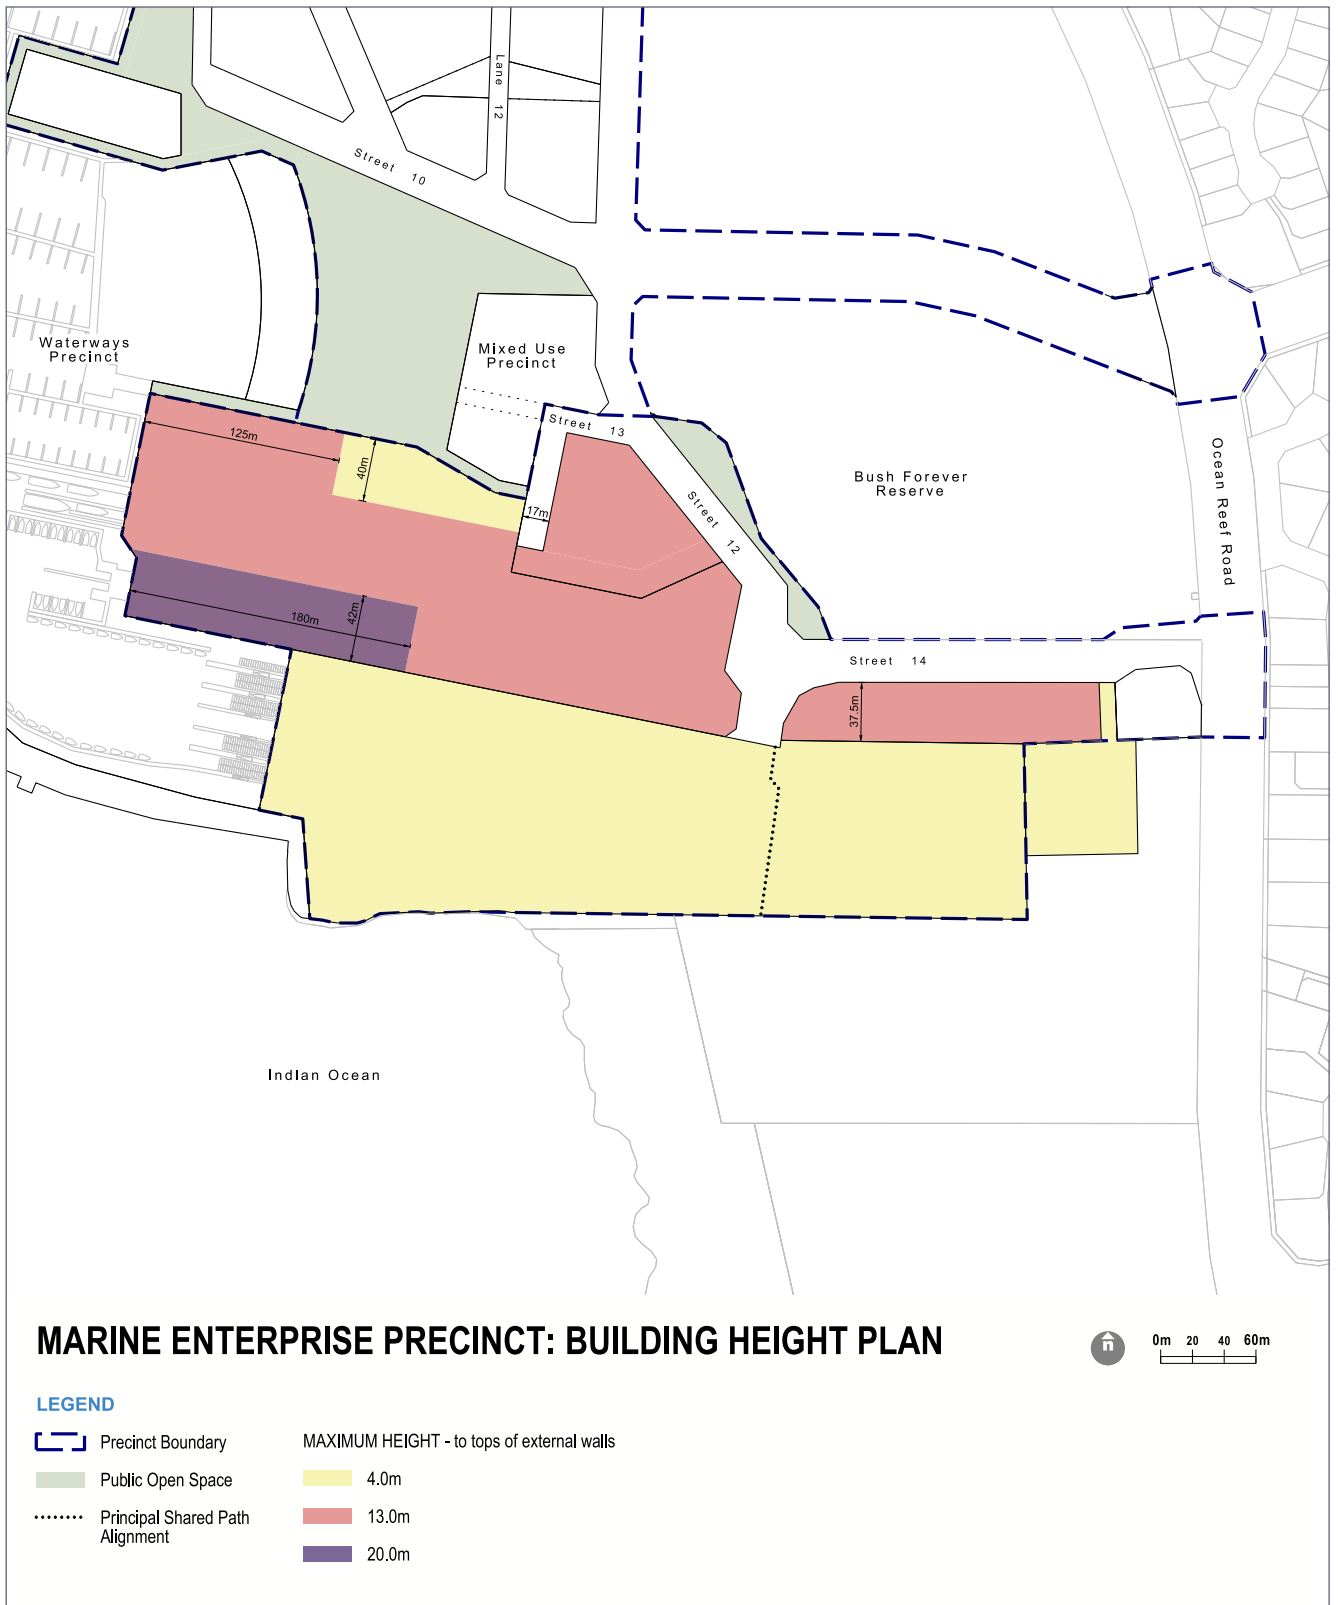 Lane 12
Street 10
Waterways
Precinct
Mixed Use
Precinct
Street 13
125m
40m
17m
Street 12
Bush Forever
Reserve
Ocean Reef Road
180m
42m
Street 14
37.5m
Indian Ocean
MARINE ENTERPRISE PRECINCT: BUILDING HEIGHT PLAN
n
0m 20 40 60m
LEGEND
Precinct Boundary
Public Open Space
Principal Shared Path
Alignment
MAXIMUM HEIGHT - to tops of external walls
4.0m
13.0m
20.0m